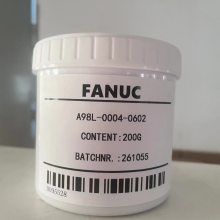 FANUC
A98L-0004-0602
CONTENT:200G
BATCHNR.:261055